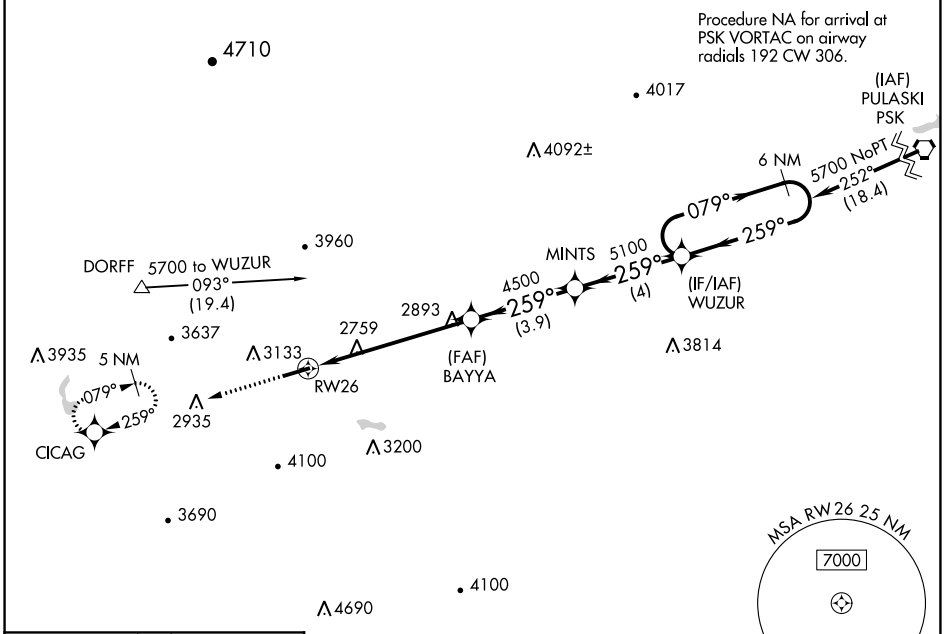 Procedure NA for arrival at
PSK VORTAC on airway
radials 192 CW 306.
4710
4017
(IAF)
PULASKI
PSK
4092±
6 NM
5700 NoPT
252°
(18.4)
079°
259°
3960
MINTS
5100
259°
(4)
(IF/IAF)
WUZUR
DORFF
5700 to WUZUR
093°
(19.4)
4500
259°
(3.9)
2893
(FAF)
BAYYA
3637
2759
3814
3935
5 NM
3133
RW26
079°
259°
2935
CICAG
3200
4100
3690
MSA RW 26 25 NM
7000
4100
4690